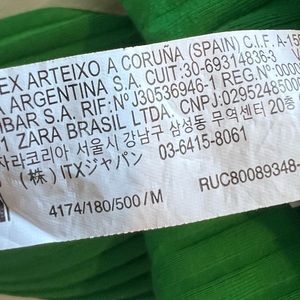 EX ARTEIXO A CORUÑA (SPAIN) C.I.F. A-15
ARGENTINA S.A. CUIT:30-69314836-3
BAR S.A. RIF:Nº J30536946-1 REG.Nº000
1 ZARA BRASIL LTDA. CNPJ:02952485000
자라코리아 서울시 강남구 삼성동 무역센터 20층
(株) ITXジャパン 03-6415-8061
4174/180/500/M RUC80089348-